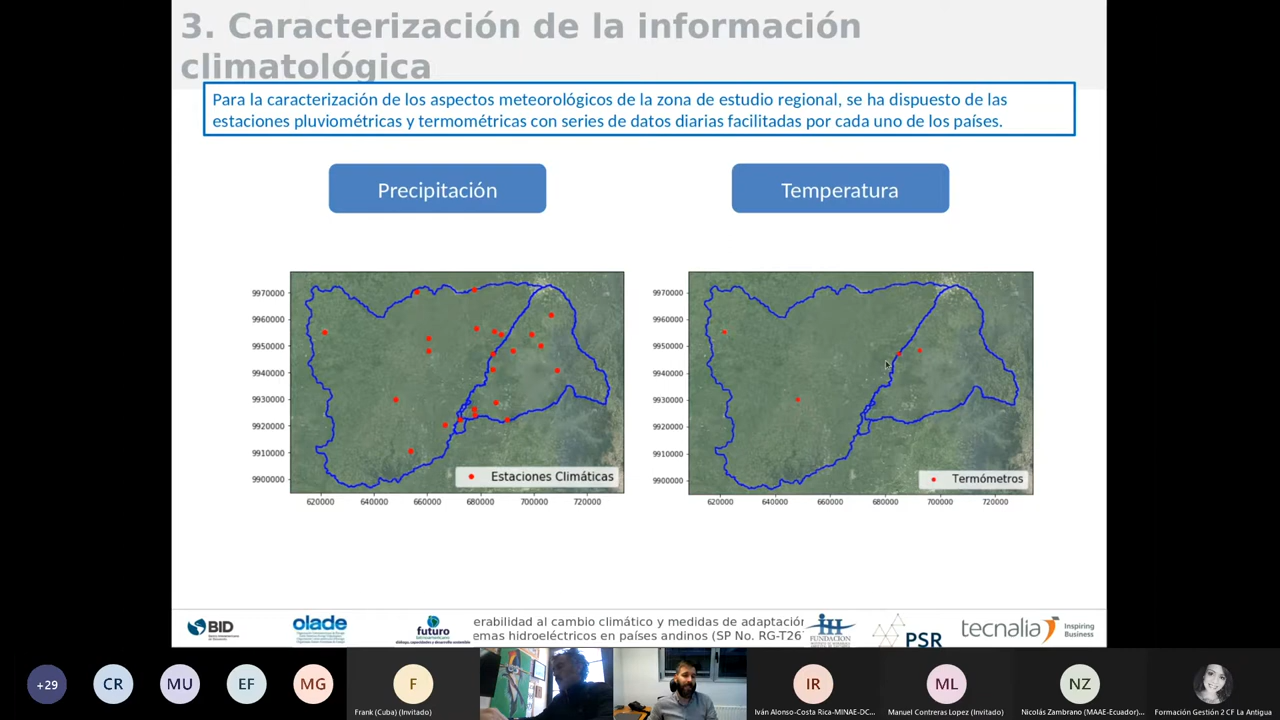 3. Caracterización de la información
climatológica
Para la caracterización de los aspectos meteorológicos de la zona de estudio regional, se ha dispuesto de las
estaciones pluviométricas y termométricas con series de datos diarias facilitadas por cada uno de los países.
Precipitación
Temperatura
9970000
9960000
9950000
9940000
9930000
9920000
9910000
9900000
620000 640000 660000 680000 700000 720000
Estaciones Climáticas
9970000
9960000
9950000
9940000
9930000
9920000
9910000
9900000
620000 640000 660000 680000 700000 720000
Termómetros
BID
olade
futuro
erabilidad al cambio climático y medidas de adaptación
emas hidroeléctricos en países andinos (SP No. RG-T26
FUNDACION
PSR
tecnalia Inspiring
Business
+29 CR MU EF MG F IR ML NZ
Frank (Cuba) (Invitado)
Iván Alonso-Costa Rica-MINAE-DC...
Manuel Contreras Lopez (Invitado)
Nicolás Zambrano (MAAE-Ecuador)...
Formación Gestión 2 CF La Antigua